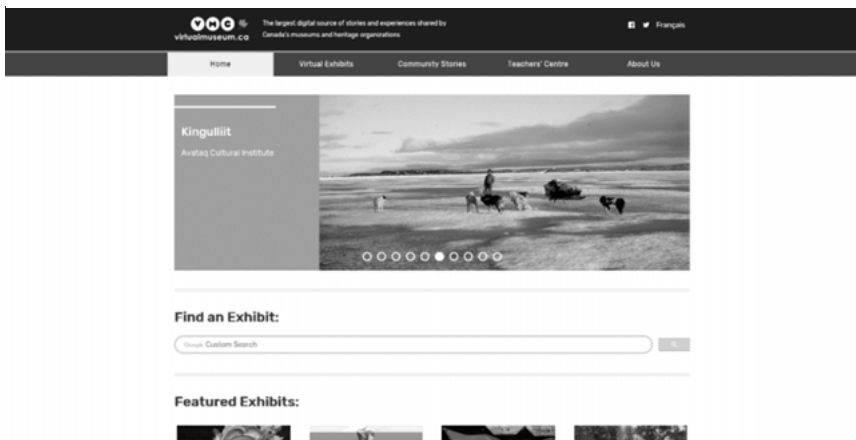 VMC
virtualmuseum.ca
The largest digital source of stories and experiences shared by
Canada's museums and heritage organizations
Français
Home
Virtual Exhibits
Community Stories
Teachers' Centre
About Us
Kingulliit
Avataq Cultural Institute
Find an Exhibit:
Google Custom Search
Featured Exhibits: